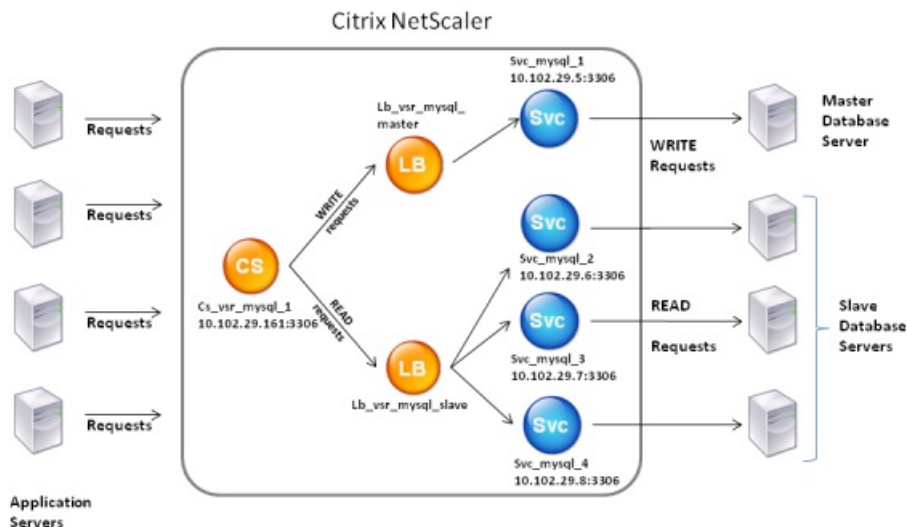 Citrix NetScaler
Svc_mysql_1
10.102.29.5:3306
Requests
Lb_vsr_mysql_
master
LB
Svc
WRITE
Requests
Master
Database
Server
Requests
WRITE
requests
CS
Cs_vsr_mysql_1
10.102.29.161:3306
Svc
Svc_mysql_2
10.102.29.6:3306
Requests
READ
requests
LB
Lb_vsr_mysql_slave
Svc
Svc_mysql_3
10.102.29.7:3306
READ
Requests
Slave
Database
Servers
Requests
Svc
Svc_mysql_4
10.102.29.8:3306
Application
Servers